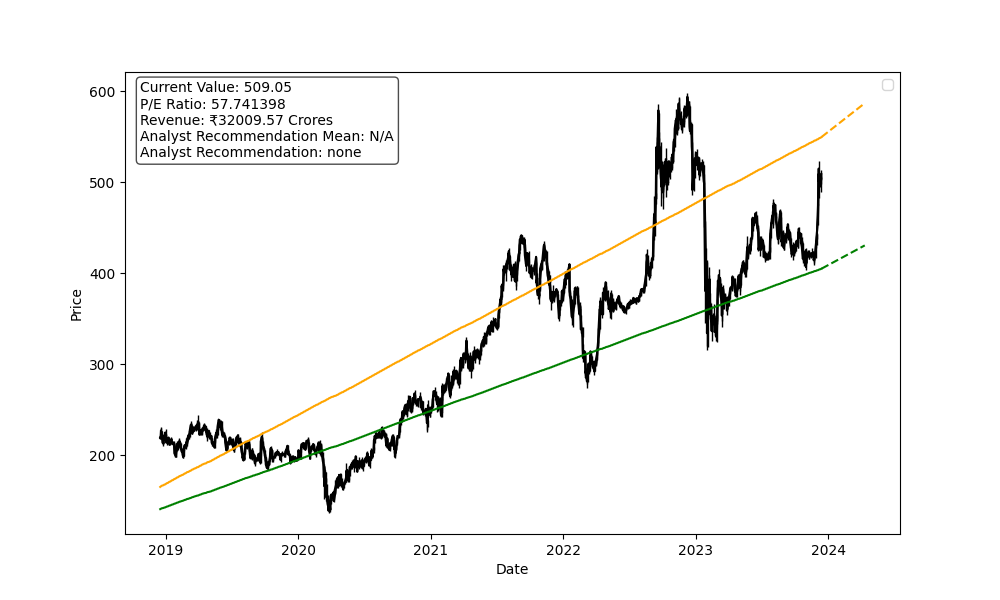 Current Value: 509.05
P/E Ratio: 57.741398
Revenue: ₹32009.57 Crores
Analyst Recommendation Mean: N/A
Analyst Recommendation: none
600
500
400
300
200
Price
2019 2020 2021 2022 2023 2024
Date